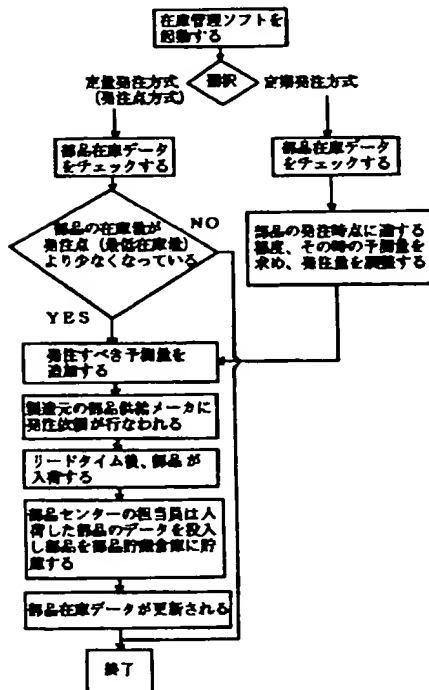 在庫管理ソフトを
起動する
選択
定量発注方式
(発注点方式)
定期発注方式
部品在庫データ
をチェックする
部品在庫データ
をチェックする
部品の在庫量が
発注点(最低在庫量)
より少なくなっている
NO
YES
部品の発注時点に達する
都度、その時の予測量を
求め、発注量を調整する
発注すべき予測量を
追加する
製造元の部品供給メーカに
発注依頼が行なわれる
リードタイム後、部品が
入荷する
部品センターの担当員は入
荷した部品のデータを投入
し部品を部品貯蔵倉庫に貯
蔵する
部品在庫データが更新される
終了